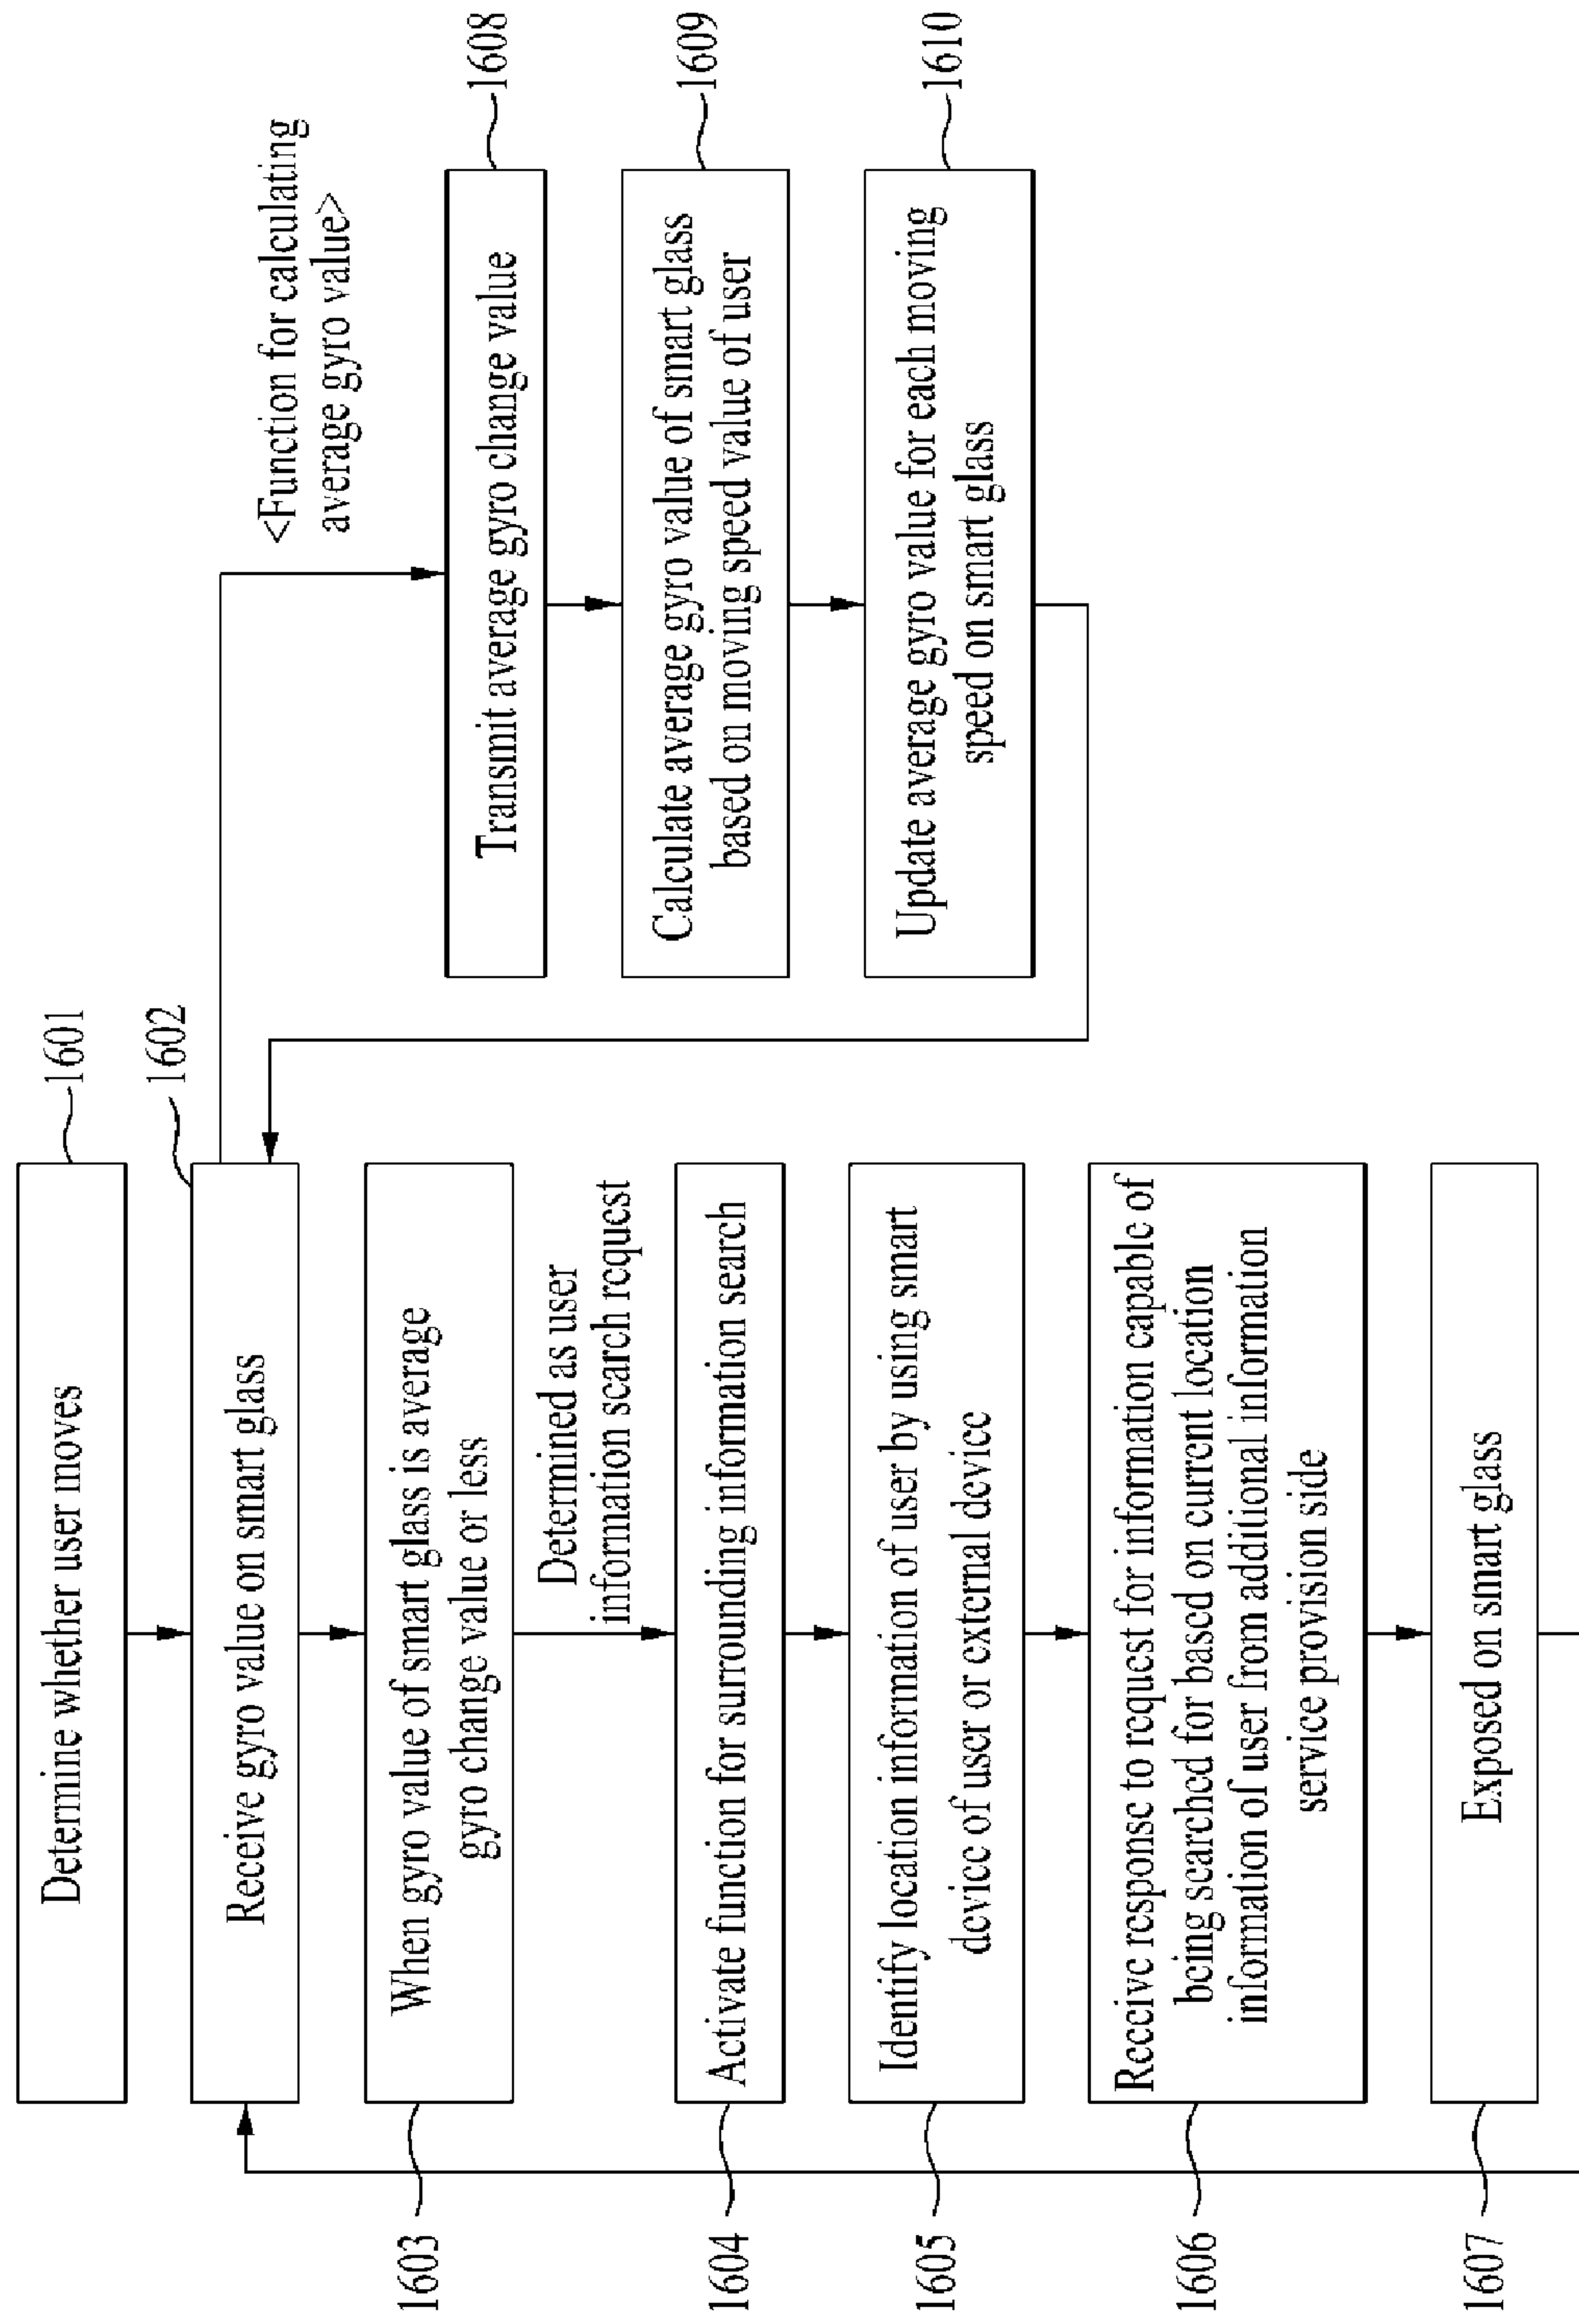 Determine whether user moves
1601
Receive gyro value on smart glass
1602
When gyro value of smart glass is average
gyro change value or less
1603
Determined as user
information search request
Activate function for surrounding information search
1604
Identify location information of user by using smart
device of user or external device
1605
Receive response to request for information capable of
being searched for based on current location
information of user from additional information
service provision side
1606
Exposed on smart glass
1607
<Function for calculating
average gyro value>
Transmit average gyro change value
1608
Calculate average gyro value of smart glass
based on moving speed value of user
1609
Update average gyro value for each moving
speed on smart glass
1610